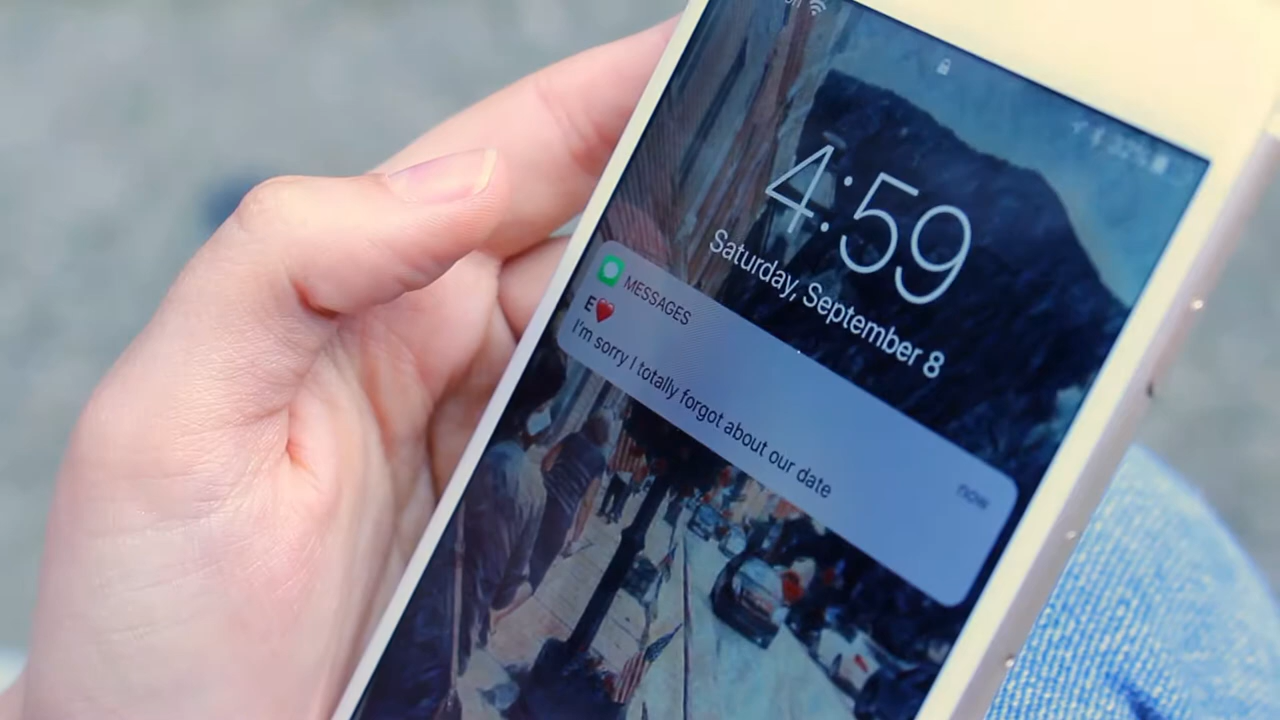 4:59
Saturday, September 8
MESSAGES
now
E❤️
I'm sorry I totally forgot about our date